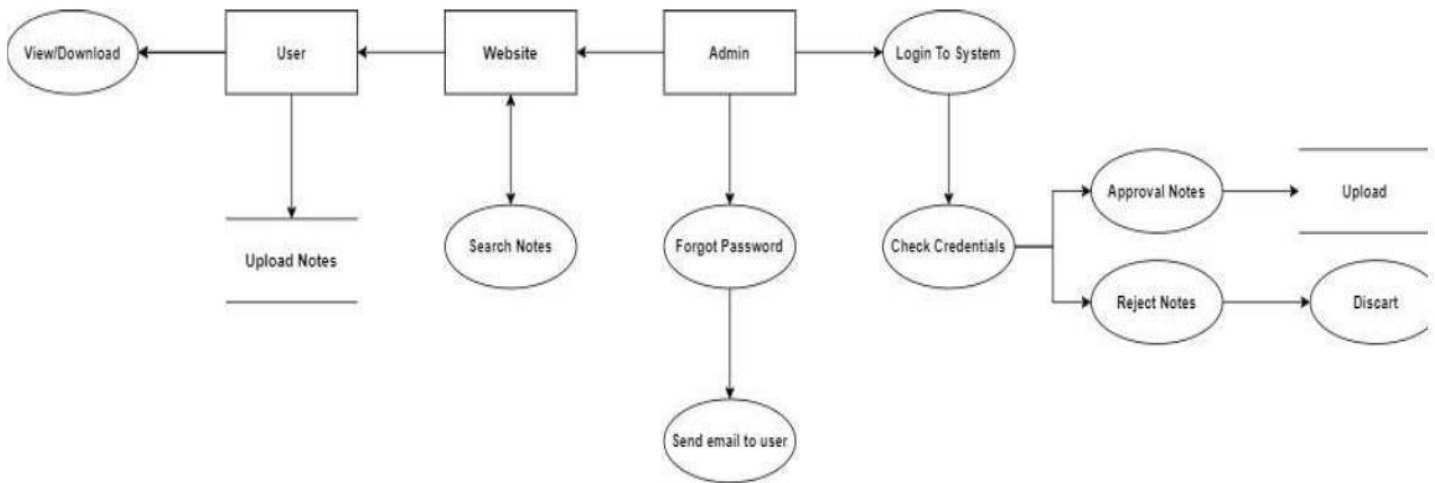 View/Download
User
Website
Admin
Login To System
Approval Notes
Upload
Upload Notes
Search Notes
Forgot Password
Check Credentials
Reject Notes
Discart
Send email to user